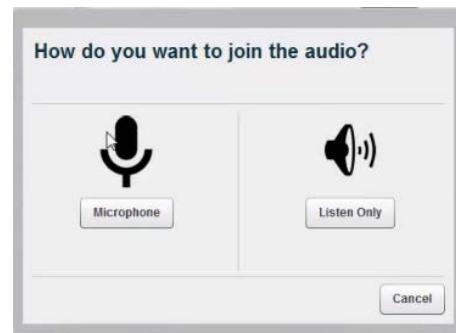 How do you want to join the audio?
Microphone
Listen Only
Cancel